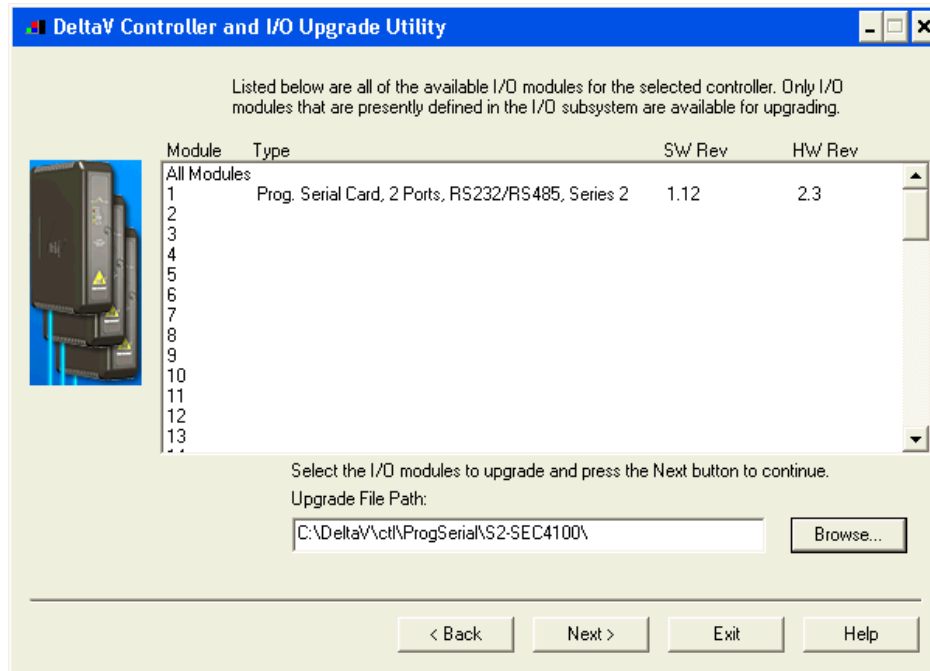 DeltaV Controller and I/O Upgrade Utility
Listed below are all of the available I/O modules for the selected controller. Only I/O
modules that are presently defined in the I/O subsystem are available for upgrading.
Module Type SW Rev HW Rev
All Modules
1 Prog. Serial Card, 2 Ports, RS232/RS485, Series 2 1.12 2.3
2
3
4
5
6
7
8
9
10
11
12
13
Select the I/O modules to upgrade and press the Next button to continue.
Upgrade File Path:
C:\DeltaV\ctl\ProgSerial\S2-SEC4100\
Browse...
< Back Next > Exit Help